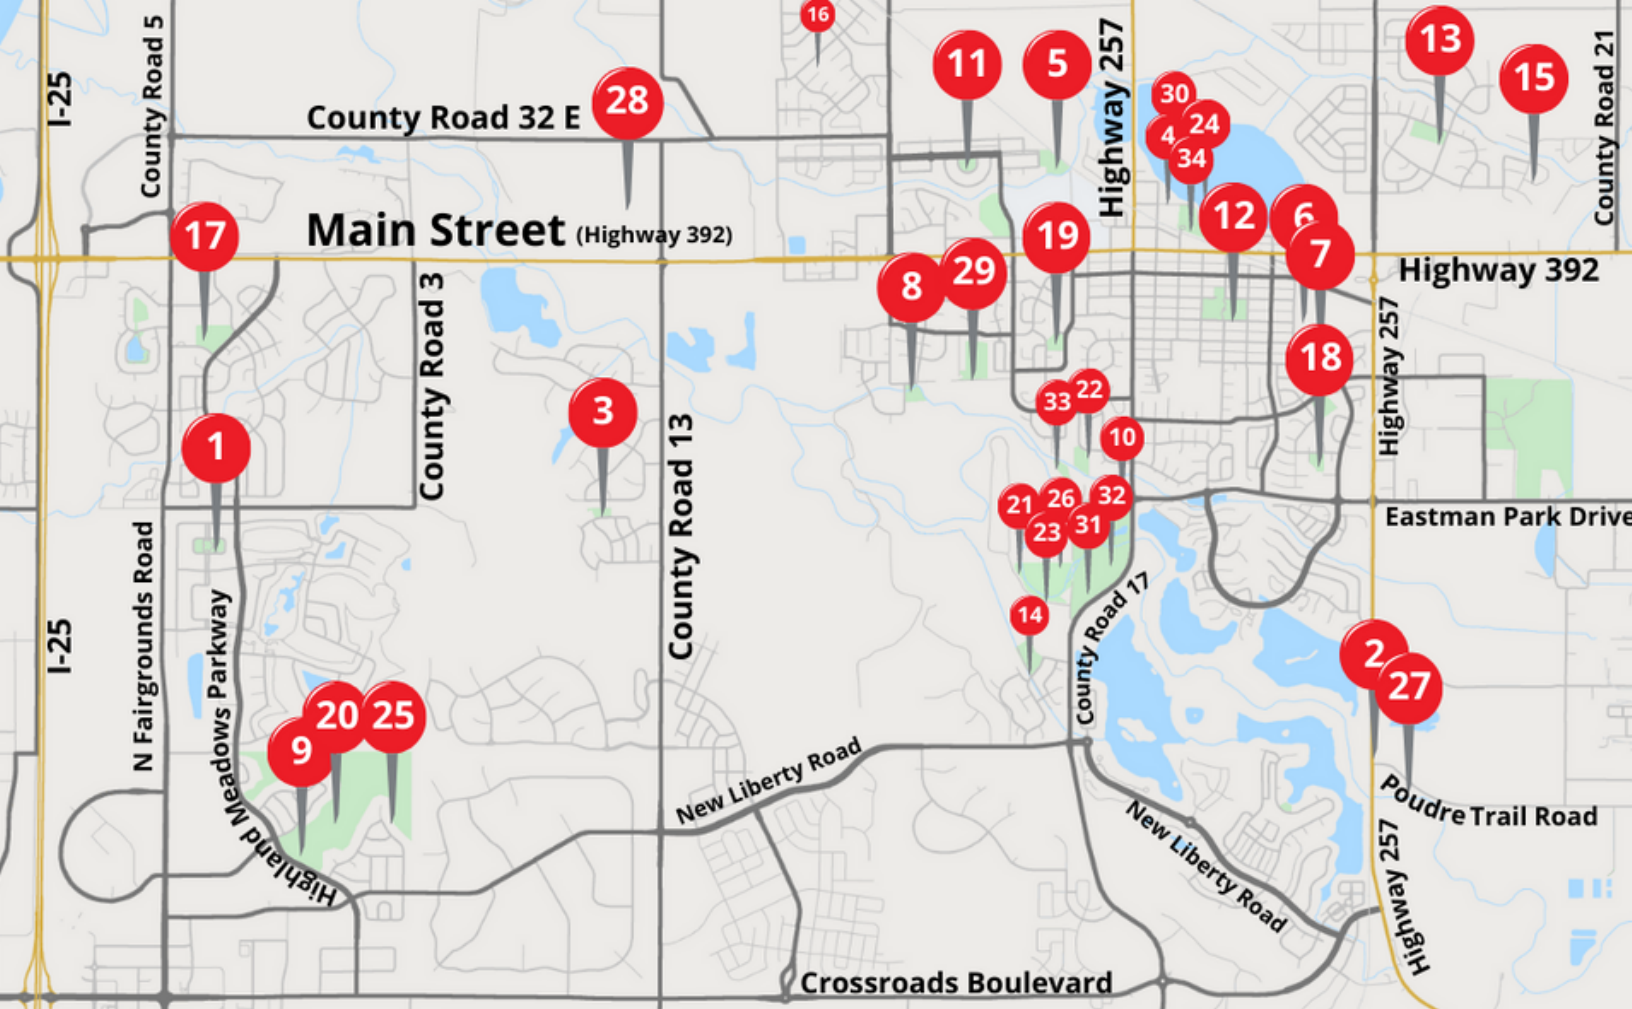 16
13
11
5
15
I-25
County Road 5
Highway 257
County Road 21
28
30
County Road 32 E
24
4
34
17
Main Street (Highway 392)
19
12
6
7
8
29
Highway 392
County Road 3
Highway 257
18
22
33
3
1
10
County Road 13
21
26
32
23
31
Eastman Park Drive
N Fairgrounds Road
I-25
14
County Road 17
Highland Meadows Parkway
2
27
20
25
9
New Liberty Road
Poudre Trail Road
New Liberty Road
Highway 257
Crossroads Boulevard